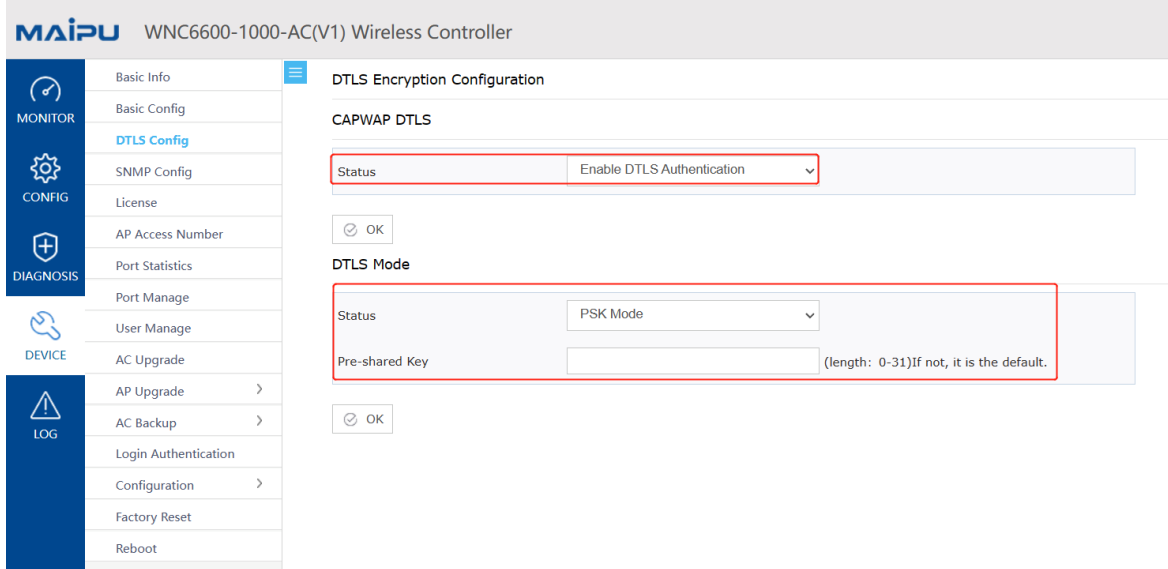 MAIPU WNC6600-1000-AC(V1) Wireless Controller
MONITOR
CONFIG
DIAGNOSIS
DEVICE
LOG
Basic Info
Basic Config
DTLS Config
SNMP Config
License
AP Access Number
Port Statistics
Port Manage
User Manage
AC Upgrade
AP Upgrade
AC Backup
Login Authentication
Configuration
Factory Reset
Reboot
DTLS Encryption Configuration
CAPWAP DTLS
Status Enable DTLS Authentication
OK
DTLS Mode
Status PSK Mode
Pre-shared Key (length: 0-31)If not, it is the default.
OK